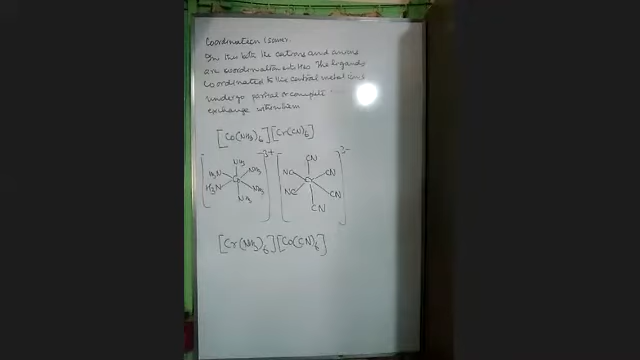 Coordination Isomer.
In this both the cations and anions
are coordination entities The ligands
coordinated to the central metal ions
undergo partial or complete
exchange
[Co(NH3)6][Cr(CN)6]
3+ 3-
NH3 CN
H3N NH3 NC CN
Co Cr
H3N NH3 NC CN
NH3 CN
[Cr(NH3)6][Co(CN)6]